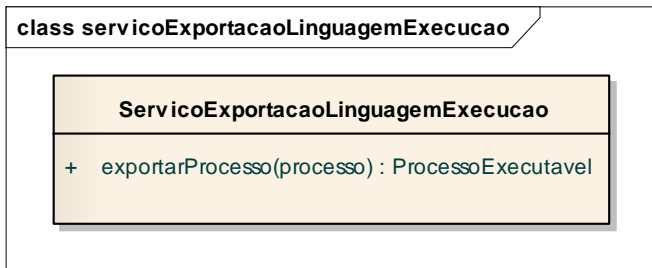 class servicoExportacaoLinguagemExecucao
ServicoExportacaoLinguagemExecucao
+ exportarProcesso(processo) : ProcessoExecutavel